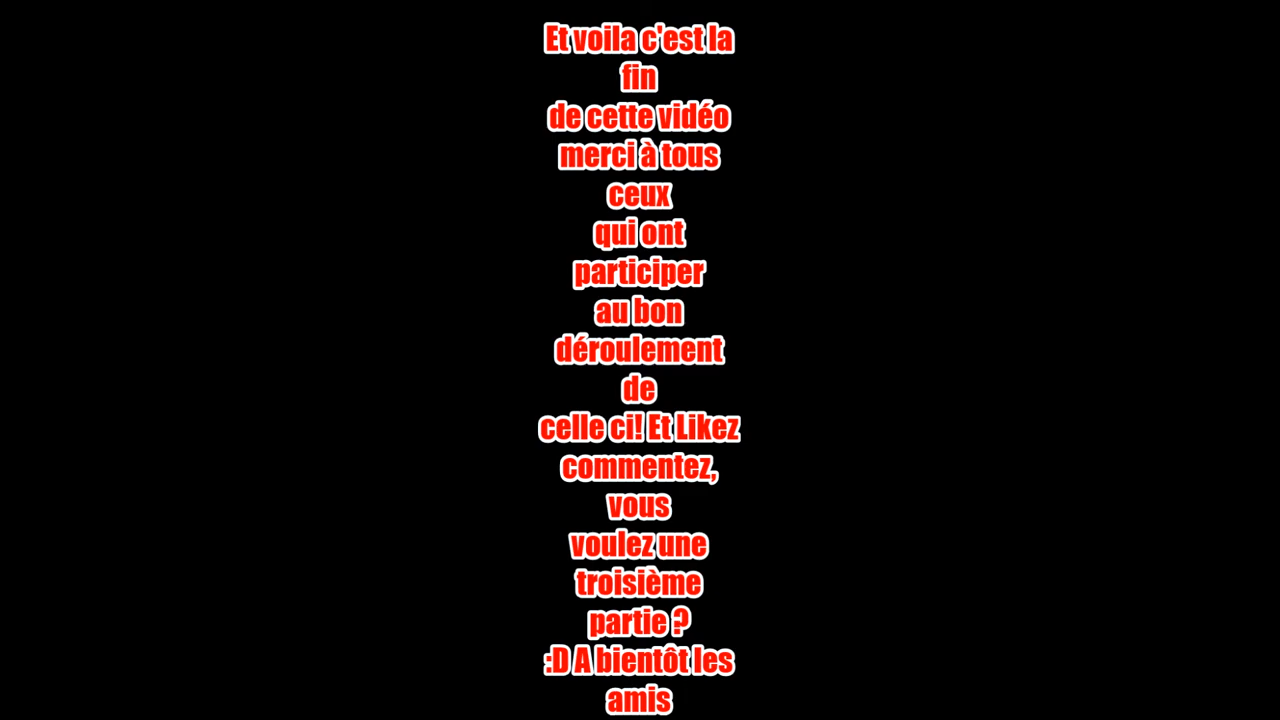 Et voila c'est la
fin
de cette vidéo
merci à tous
ceux
qui ont
participer
au bon
déroulement
de
celle ci! Et Likez
commentez,
vous
voulez une
troisième
partie ?
:D A bientôt les
amis